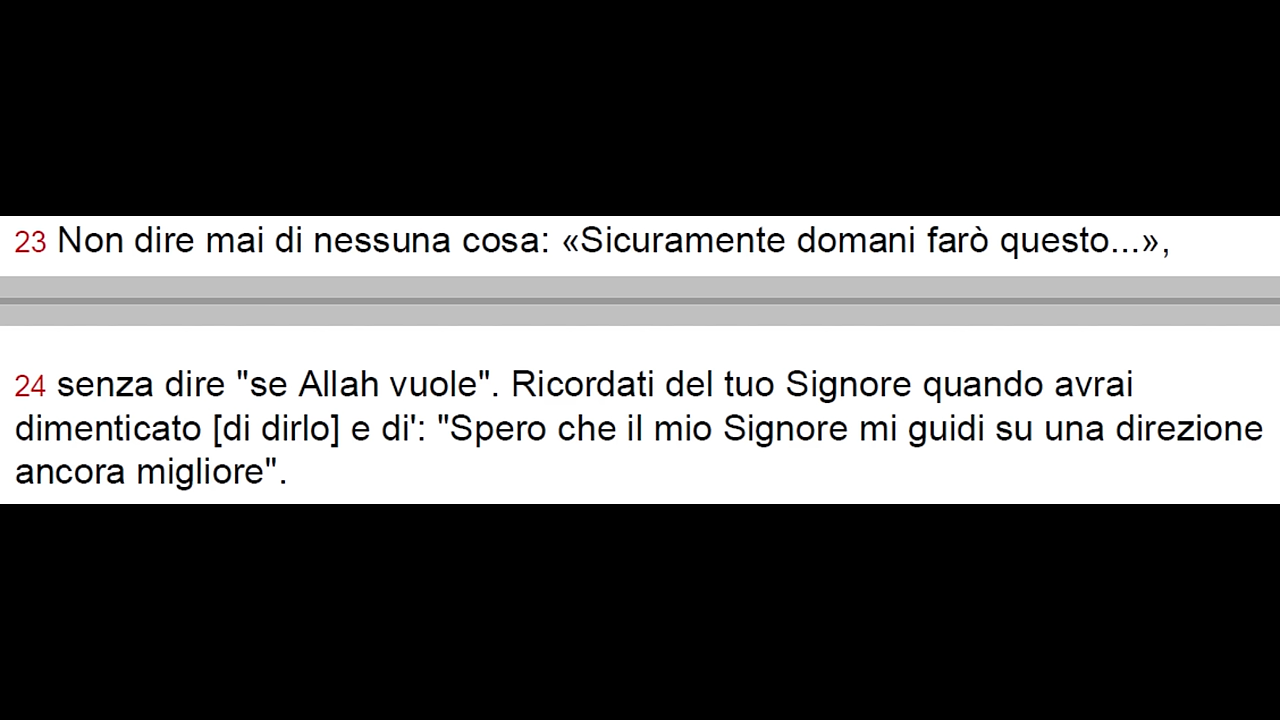 23 Non dire mai di nessuna cosa: «Sicuramente domani farò questo...»,
24 senza dire "se Allah vuole". Ricordati del tuo Signore quando avrai
dimenticato [di dirlo] e di': "Spero che il mio Signore mi guidi su una direzione
ancora migliore".